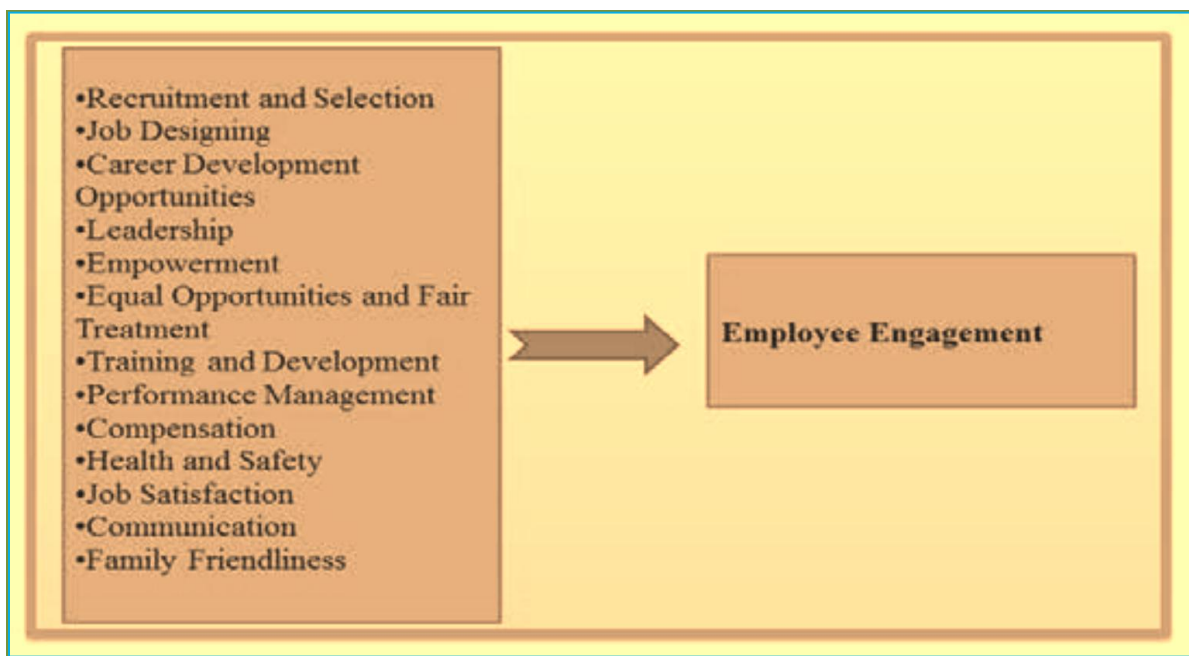 •Recruitment and Selection
•Job Designing
•Career Development
Opportunities
•Leadership
•Empowerment
•Equal Opportunities and Fair
Treatment
•Training and Development
•Performance Management
•Compensation
•Health and Safety
•Job Satisfaction
•Communication
•Family Friendliness
Employee Engagement